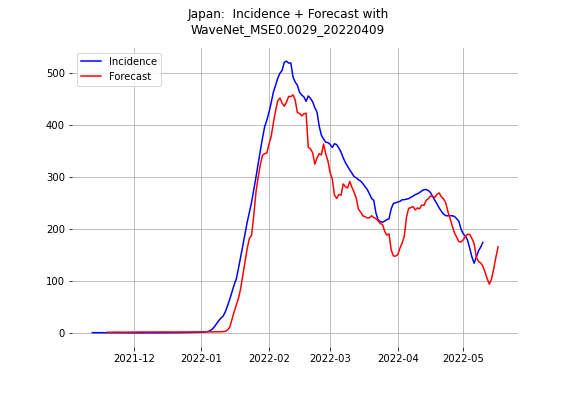 Japan:  Incidence + Forecast with
WaveNet_MSE0.0029_20220409
Incidence
Forecast
500
400
300
200
100
0
2021-12 2022-01 2022-02 2022-03 2022-04 2022-05